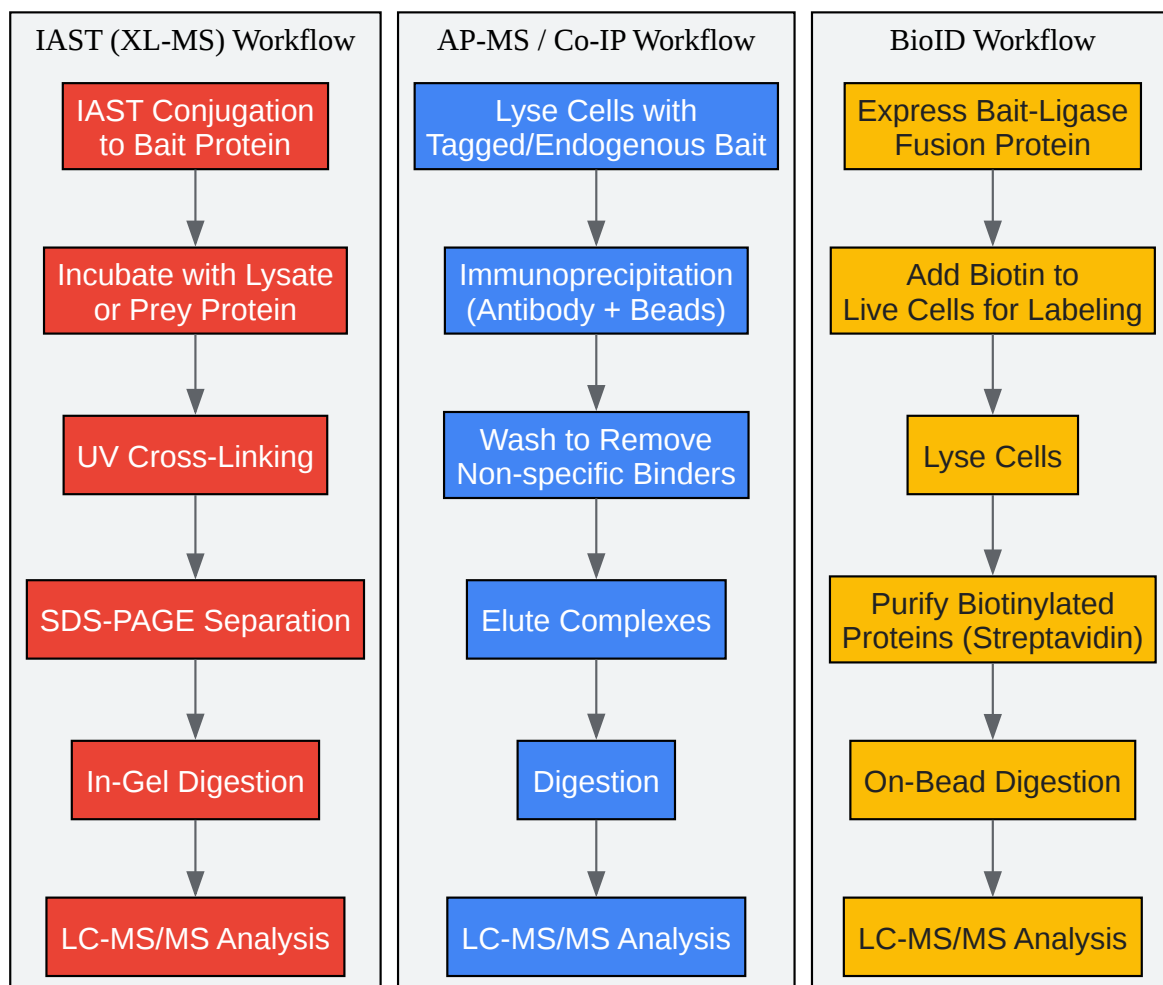 IAST (XL-MS) Workflow
IAST Conjugation
to Bait Protein
Incubate with Lysate
or Prey Protein
UV Cross-Linking
SDS-PAGE Separation
In-Gel Digestion
LC-MS/MS Analysis
AP-MS / Co-IP Workflow
Lyse Cells with
Tagged/Endogenous Bait
Immunoprecipitation
(Antibody + Beads)
Wash to Remove
Non-specific Binders
Elute Complexes
Digestion
LC-MS/MS Analysis
BioID Workflow
Express Bait-Ligase
Fusion Protein
Add Biotin to
Live Cells for Labeling
Lyse Cells
Purify Biotinylated
Proteins (Streptavidin)
On-Bead Digestion
LC-MS/MS Analysis